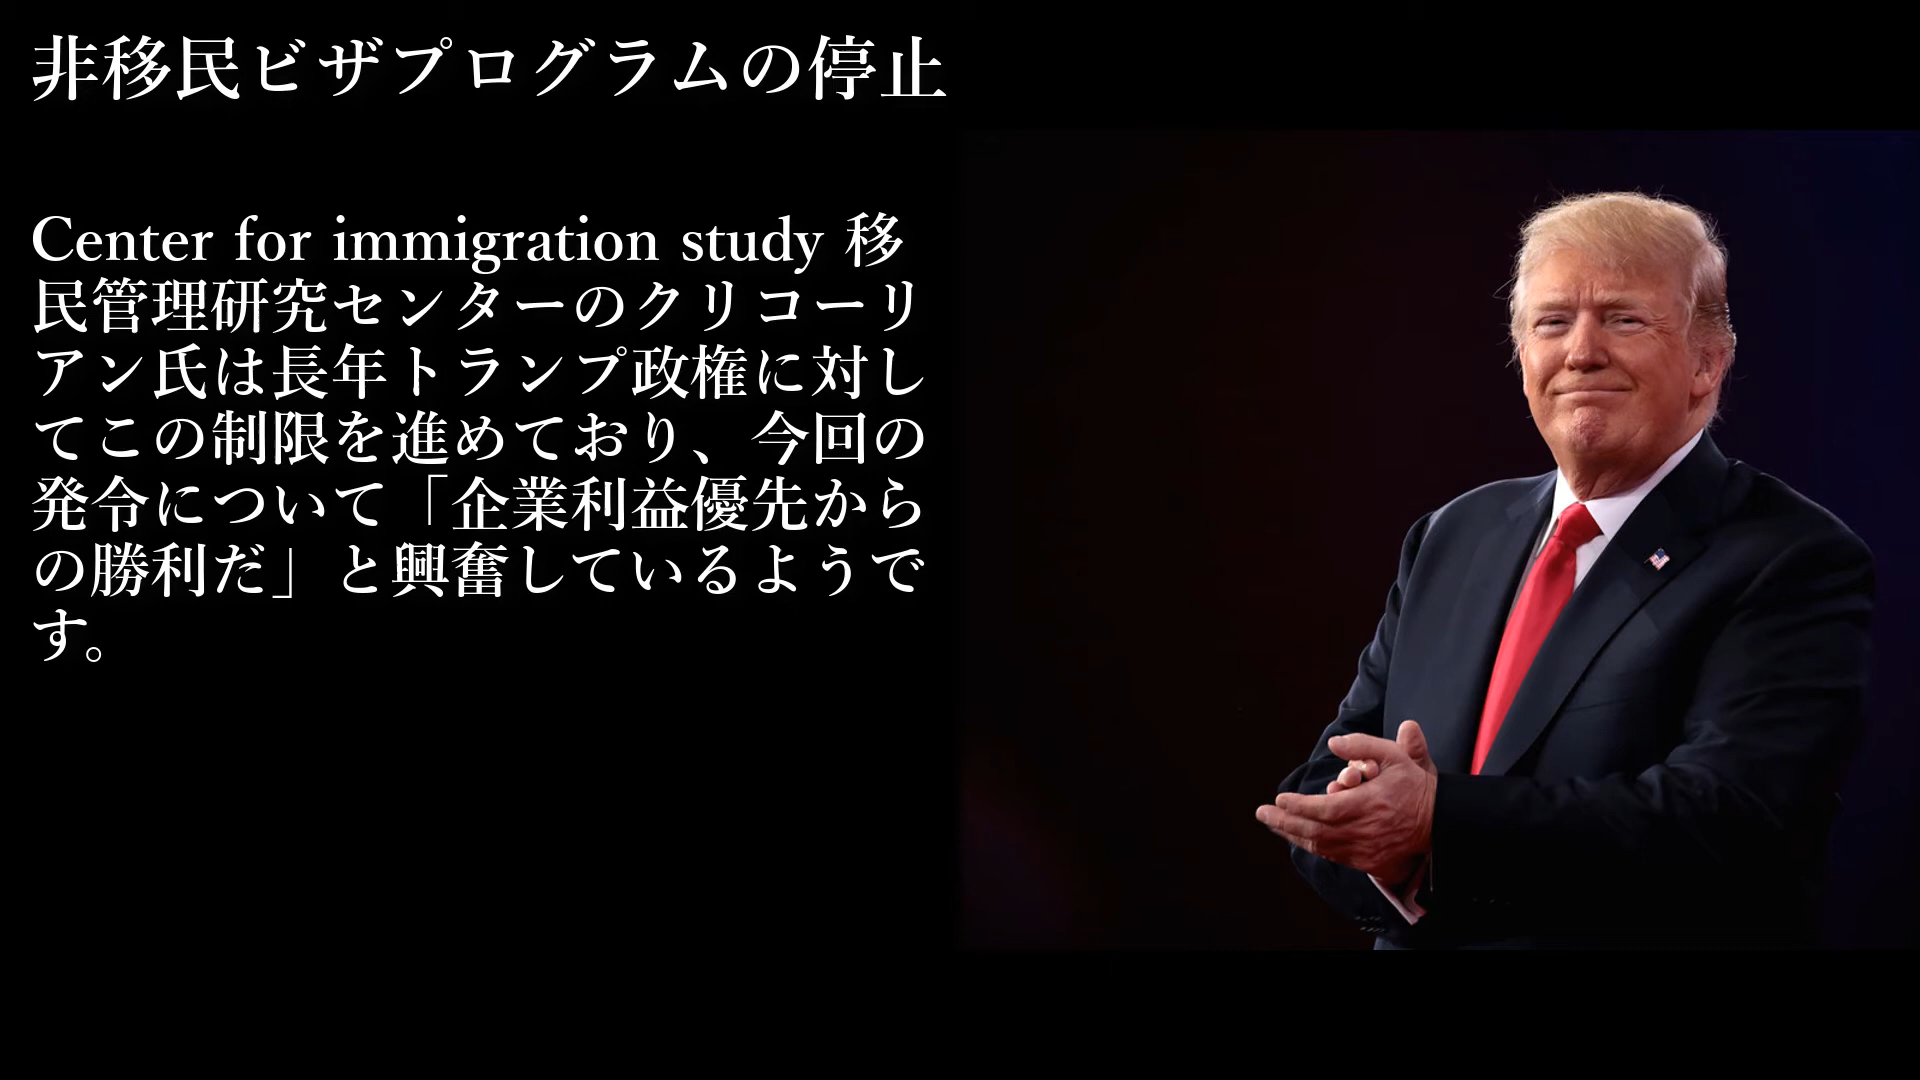 非移民ビザプログラムの停止
Center for immigration study 移
民管理研究センターのクリコーリ
アン氏は長年トランプ政権に対し
てこの制限を進めており、今回の
発令について「企業利益優先から
の勝利だ」と興奮しているようで
す。